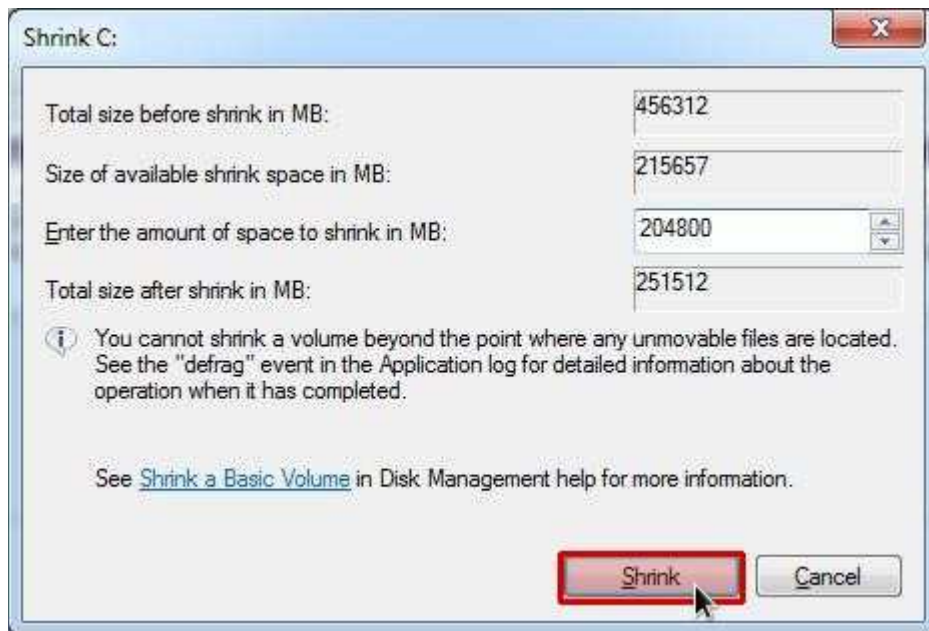 Shrink C:
Total size before shrink in MB: 456312
Size of available shrink space in MB: 215657
Enter the amount of space to shrink in MB: 204800
Total size after shrink in MB: 251512
You cannot shrink a volume beyond the point where any unmovable files are located.
See the "defrag" event in the Application log for detailed information about the
operation when it has completed.
See Shrink a Basic Volume in Disk Management help for more information.
Shrink Cancel